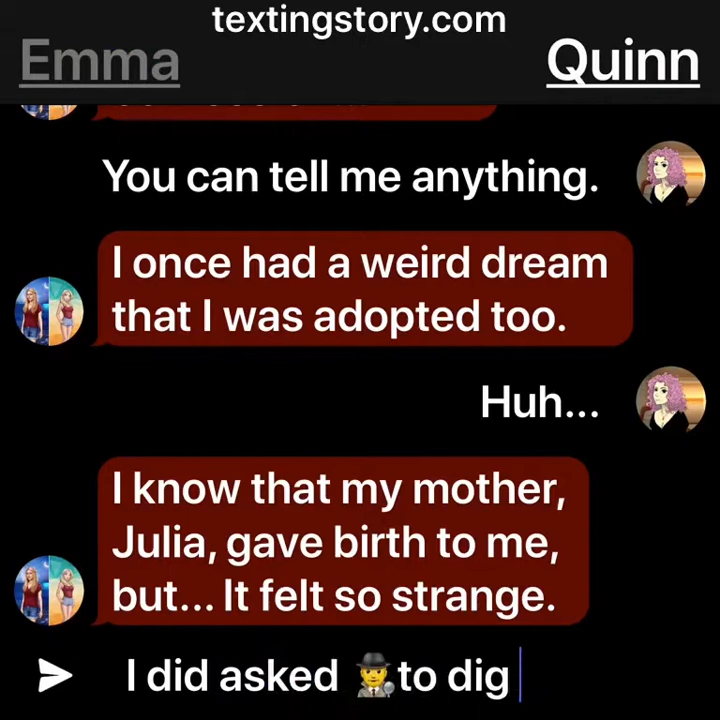 textingstory.com
Emma
Quinn
You can tell me anything.
I once had a weird dream
that I was adopted too.
Huh...
I know that my mother,
Julia, gave birth to me,
but... It felt so strange.
I did asked 🕵️to dig